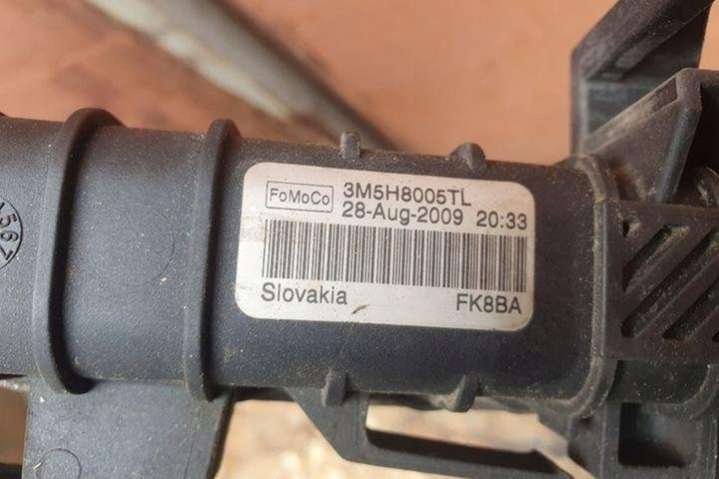 FoMoCo 3M5H8005TL
28-Aug-2009 20:33
Slovakia FK8BA